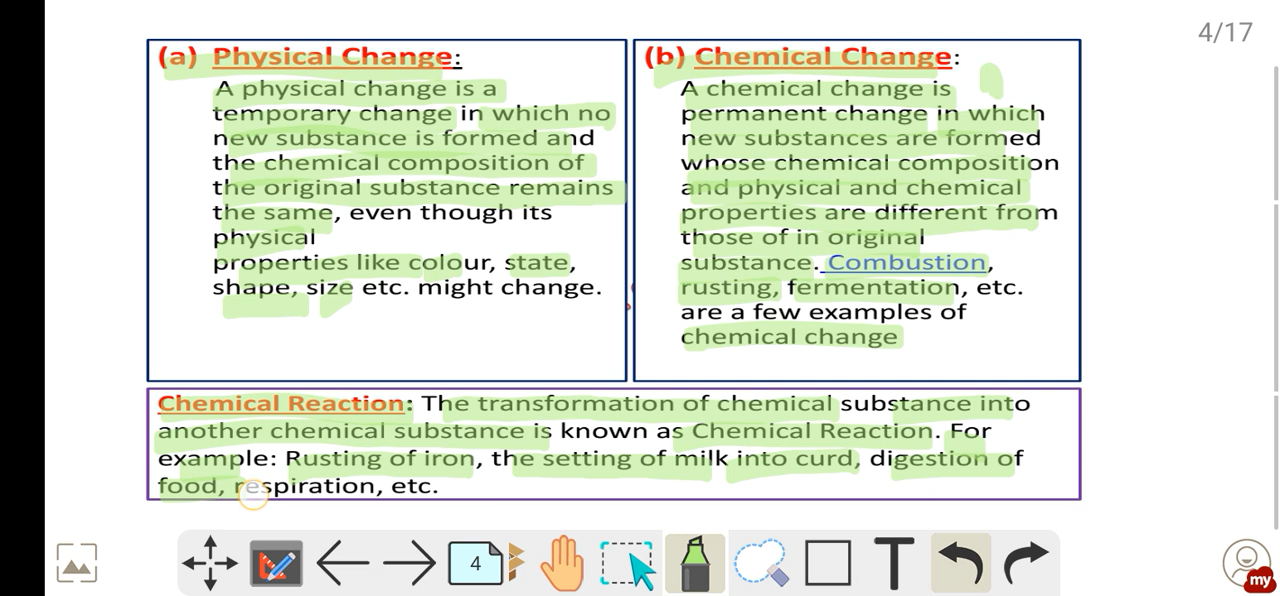 4/17
(a) Physical Change:
A physical change is a
temporary change in which no
new substance is formed and
the chemical composition of
the original substance remains
the same, even though its
physical
properties like colour, state,
shape, size etc. might change.
(b) Chemical Change:
A chemical change is
permanent change in which
new substances are formed
whose chemical composition
and physical and chemical
properties are different from
those of in original
substance. Combustion,
rusting, fermentation, etc.
are a few examples of
chemical change
Chemical Reaction: The transformation of chemical substance into
another chemical substance is known as Chemical Reaction. For
example: Rusting of iron, the setting of milk into curd, digestion of
food, respiration, etc.
4
T
my